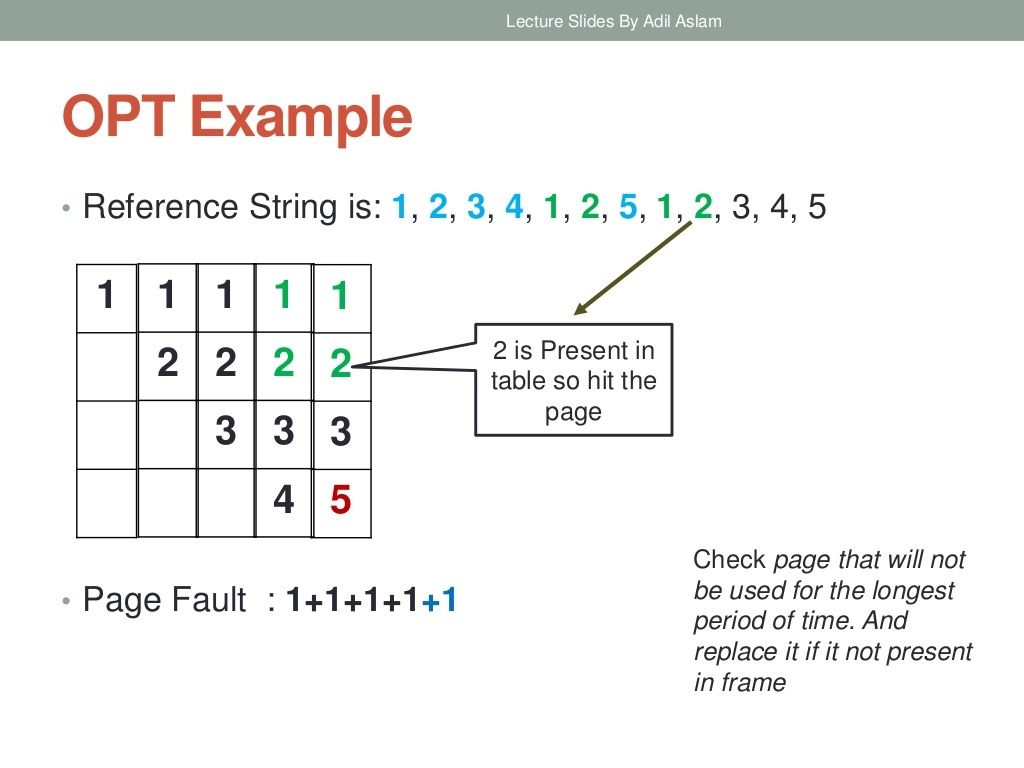 Lecture Slides By Adil Aslam
OPT Example
• Reference String is: 1, 2, 3, 4, 1, 2, 5, 1, 2, 3, 4, 5
1 1 1 1 1
2 2 2 2
3 3 3
4 5
2 is Present in
table so hit the
page
• Page Fault : 1+1+1+1+1
Check page that will not
be used for the longest
period of time. And
replace it if it not present
in frame